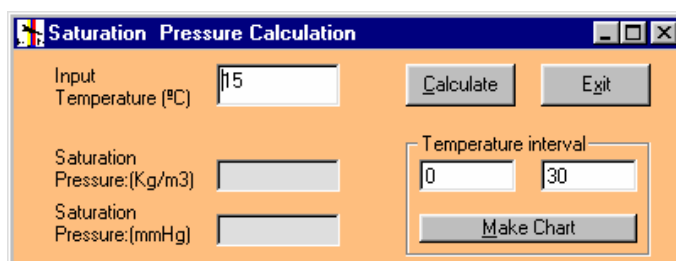 Saturation Pressure Calculation
Input
Temperature (ºC)
15
Calculate
Exit
Saturation
Pressure:(Kg/m3)
Temperature interval
0
30
Saturation
Pressure:(mmHg)
Make Chart